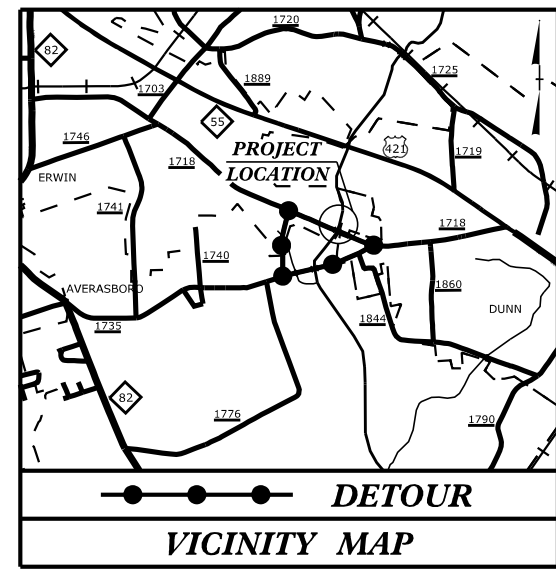 1720
82
1725
1889
1703
55
1746
421
PROJECT
1719
1718
LOCATION
ERWIN
1741
1718
1740
1860
AVERASBORO
DUNN
1735
1844
82
1776
1790
DETOUR
VICINITY MAP